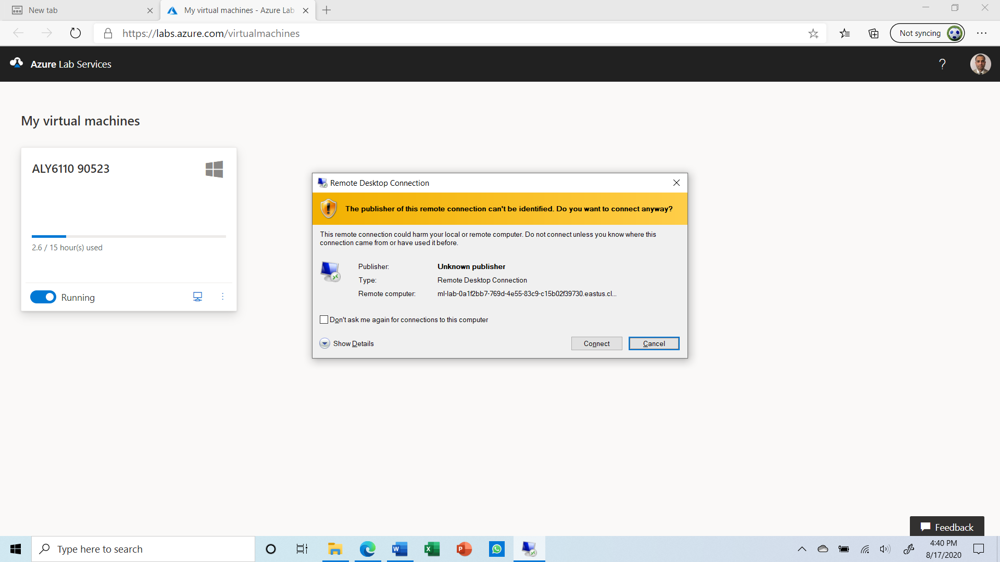 New tab
My virtual machines - Azure Lab
https://labs.azure.com/virtualmachines
Not syncing
Azure Lab Services
?
My virtual machines
ALY6110 90523
2.6 / 15 hour(s) used
Running
Remote Desktop Connection
The publisher of this remote connection can't be identified. Do you want to connect anyway?
This remote connection could harm your local or remote computer. Do not connect unless you know where this
connection came from or have used it before.
Publisher: Unknown publisher
Type: Remote Desktop Connection
Remote computer: ml-lab-0a1f2bb7-769d-4e55-83c9-c15b02f39730.eastus.cl...
Don't ask me again for connections to this computer
Show Details
Connect
Cancel
Feedback
Type here to search
4:40 PM
8/17/2020